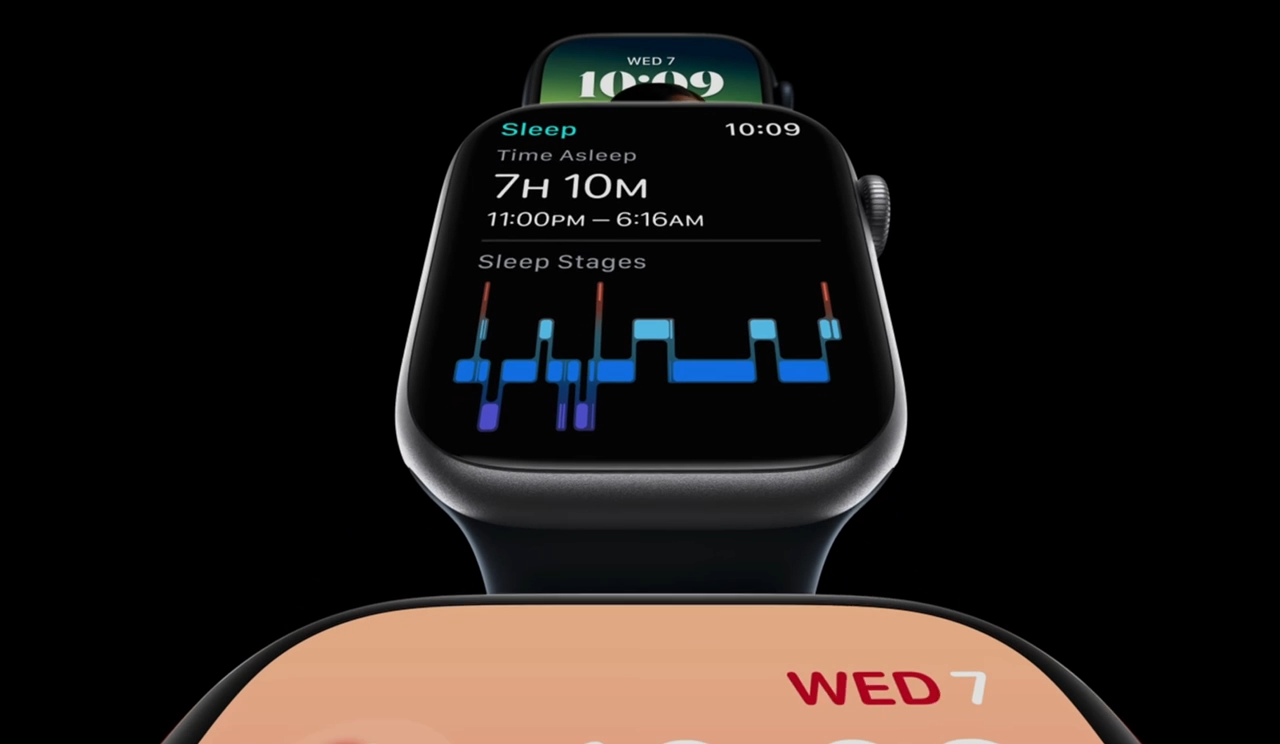 WED 7
10:09
Sleep 10:09
Time Asleep
7H 10M
11:00PM – 6:16AM
Sleep Stages
WED 7